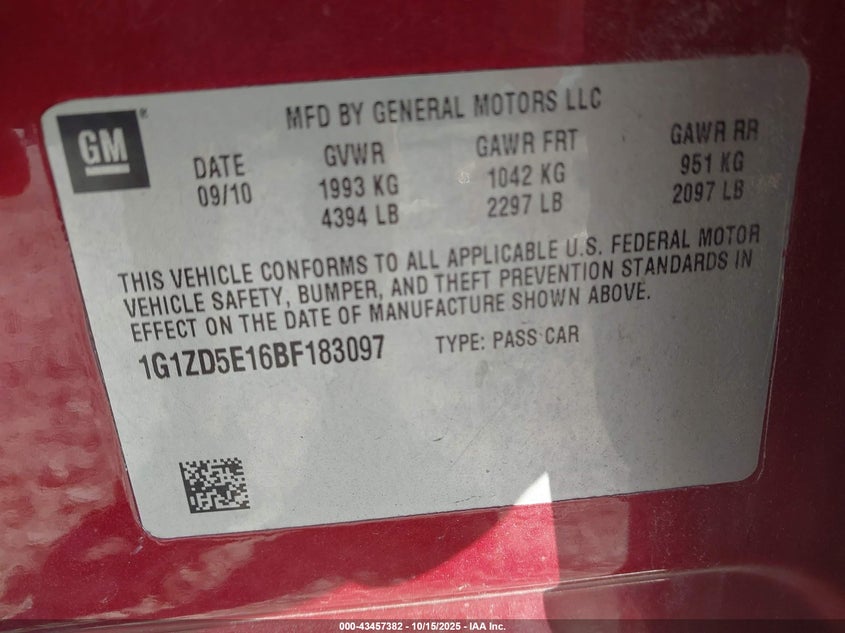 GM
MFD BY GENERAL MOTORS LLC
DATE GVWR GAWR FRT GAWR RR
09/10 1993 KG 1042 KG 951 KG
4394 LB 2297 LB 2097 LB
THIS VEHICLE CONFORMS TO ALL APPLICABLE U.S. FEDERAL MOTOR
VEHICLE SAFETY, BUMPER, AND THEFT PREVENTION STANDARDS IN
EFFECT ON THE DATE OF MANUFACTURE SHOWN ABOVE.
1G1ZD5E16BF183097 TYPE: PASS CAR
000-43457382 - 10/15/2025 - IAA Inc.